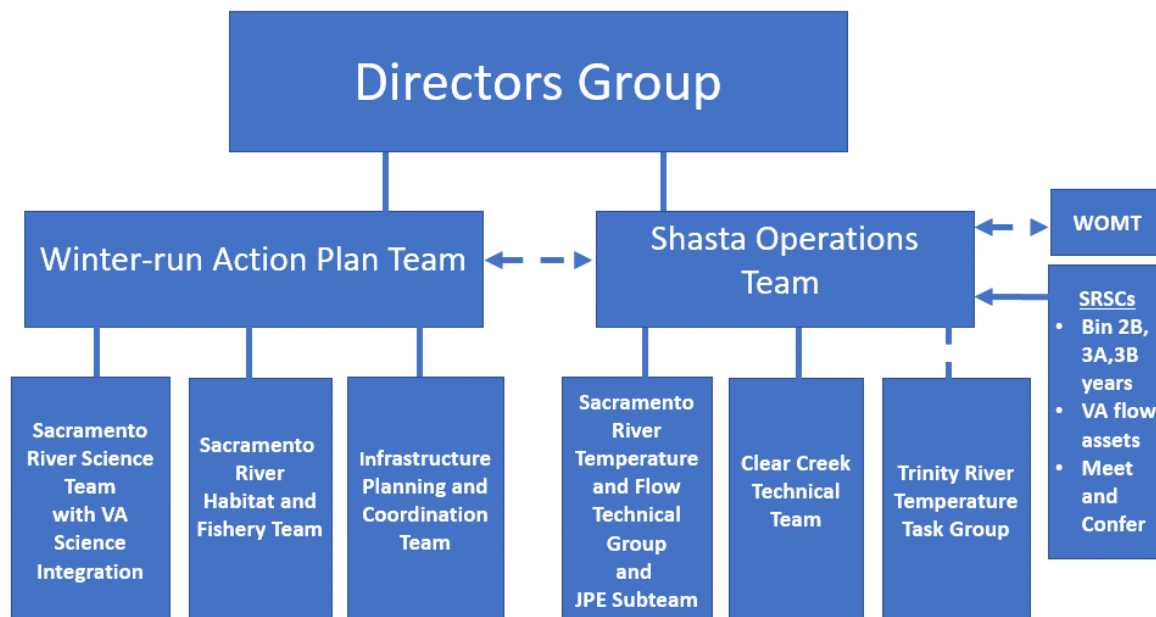 Directors Group
Winter-run Action Plan Team
Shasta Operations
Team
WOMT
SRSCs
• Bin 2B,
3A,3B
years
• VA flow
assets
• Meet
and
Confer
Sacramento
River Science
Team
with VA
Science
Integration
Sacramento
River
Habitat and
Fishery Team
Infrastructure
Planning and
Coordination
Team
Sacramento
River
Temperature
and Flow
Technical
Group
and
JPE Subteam
Clear Creek
Technical
Team
Trinity River
Temperature
Task Group